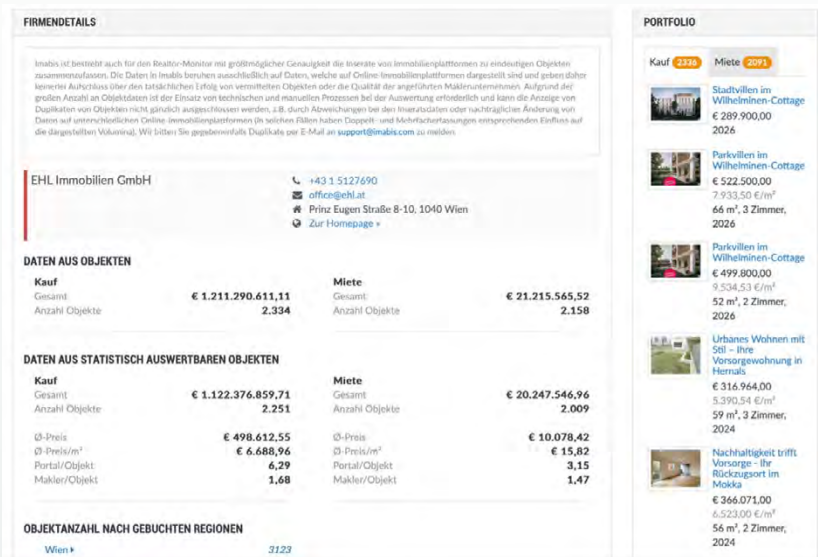 FIRMENDETAILS
Imabis ist bestrebt auch für den Realtor-Monitor mit größtmöglicher Genauigkeit die Inserate von Immobilienplattformen zu eindeutigen Objekten
zusammenzufassen. Die Daten in Imabis beruhen ausschließlich auf Daten, welche auf Online-Immobilienplattformen dargestellt sind und geben daher
keinerlei Aufschluss über den tatsächlichen Erfolg von vermittelten Objekten oder die Qualität der angeführten Maklerunternehmen. Aufgrund der
großen Anzahl an Objektdaten ist der Einsatz von technischen und manuellen Prozessen bei der Auswertung erforderlich und kann die Anzeige von
Duplikaten von Objekten nicht gänzlich ausgeschlossen werden, z.B. durch Abweichungen bei Inseratsdaten oder nachträglicher Änderung von
Daten auf unterschiedlichen Online-Immobilienplattformen (in solchen Fällen haben Doppelt- und Mehrfacherfassungen entsprechenden Einfluss auf
die dargestellten Volumina). Wir bitten Sie gegebenenfalls Duplikate per E-Mail an support@imabis.com zu melden.
EHL Immobilien GmbH
+43 1 5127690
office@ehl.at
Prinz Eugen Straße 8-10, 1040 Wien
Zur Homepage »
DATEN AUS OBJEKTEN
Kauf Miete
Gesamt € 1.211.290.611,11 Gesamt € 21.215.565,52
Anzahl Objekte 2.334 Anzahl Objekte 2.158
DATEN AUS STATISTISCH AUSWERTBAREN OBJEKTEN
Kauf Miete
Gesamt € 1.122.376.859,71 Gesamt € 20.247.546,96
Anzahl Objekte 2.251 Anzahl Objekte 2.009
Ø-Preis € 498.612,55 Ø-Preis € 10.078,42
Ø-Preis/m² € 6.688,96 Ø-Preis/m² € 15,82
Portal/Objekt 6,29 Portal/Objekt 3,15
Makler/Objekt 1,68 Makler/Objekt 1,47
OBJEKTANZAHL NACH GEBUCHTEN REGIONEN
Wien 3123
PORTFOLIO
Kauf 2336 Miete 2091
Stadtvillen im
Wilhelminen-Cottage
€ 289.900,00
2026
Parkvillen im
Wilhelminen-Cottage
€ 522.500,00
7.933,50 €/m²
66 m², 3 Zimmer,
2026
Parkvillen im
Wilhelminen-Cottage
€ 499.800,00
9.534,53 €/m²
52 m², 2 Zimmer,
2026
Urbanes Wohnen mit
Stil – Ihre
Vorsorgewohnung in
Hernals
€ 316.964,00
5.390,54 €/m²
59 m², 3 Zimmer,
2024
Nachhaltigkeit trifft
Vorsorge - Ihr
Rückzugsort im
Mokka
€ 366.071,00
6.523,00 €/m²
56 m², 2 Zimmer,
2024